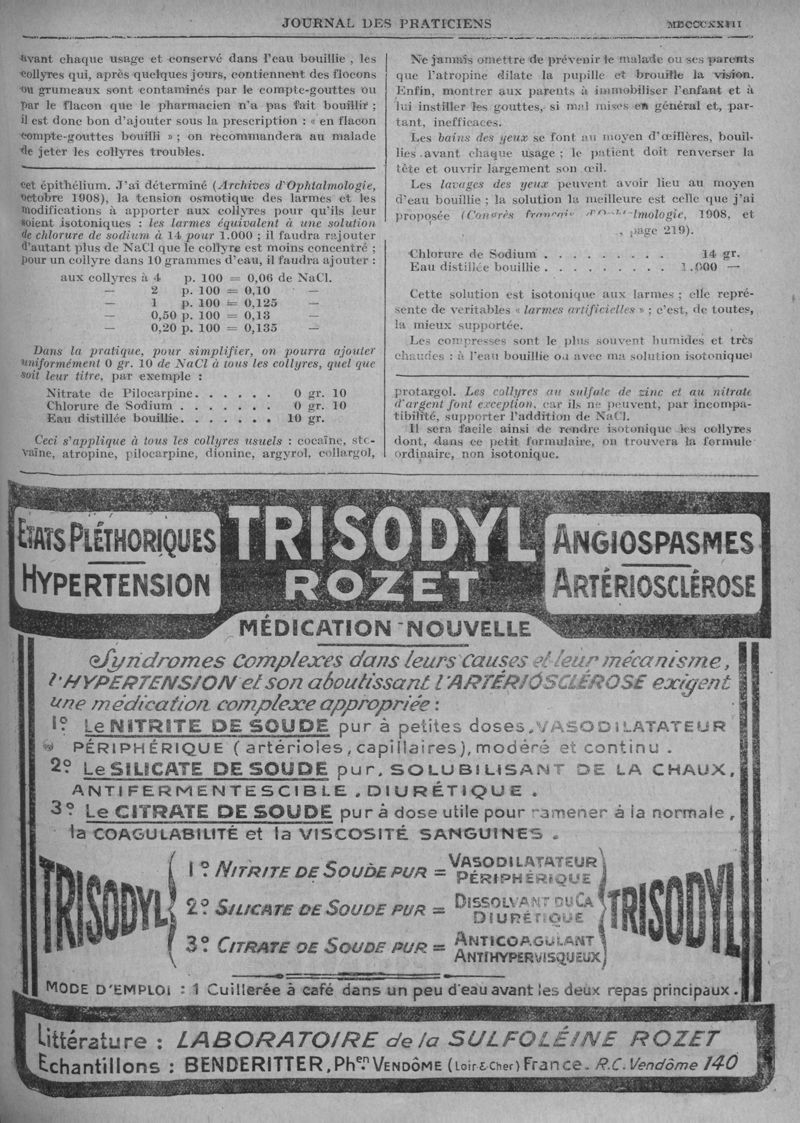 JOURNAL DES PRATICIENS
avant chaque usage et conservé dans l'eau bouillie , les
collyres qui, après quelques jours, contiennent des flocons
ou grumeaux sont contaminés par le compte-gouttes ou
par le flacon que le pharmacien n'a pas fait bouillir ;
il est donc bon d'ajouter sous la prescription : « en flacon
compte-gouttes bouilli » ; on recommandera au malade
de jeter les collyres troubles.
cet épithélium. J'ai déterminé (Archives d'Ophtalmologie,
octobre 1908), la tension osmotique des larmes et les
modifications à apporter aux collyres pour qu'ils leur
soient isotoniques : les larmes équivalent à une solution
de chlorure de sodium à 14 pour 1.000 ; il faudra rajouter
d'autant plus de NaCl que le collyre est moins concentré ;
pour un collyre dans 10 grammes d'eau, il faudra ajouter :
aux collyres à 4 p. 100 = 0,06 de NaCl.
— 2 p. 100 = 0,10 —
— 1 p. 100 = 0,125 —
— 0,50 p. 100 = 0,13 —
— 0,20 p. 100 = 0,135 —
Dans la pratique, pour simplifier, on pourra ajouter
uniformément 0 gr. 10 de NaCl à tous les collyres, quel que
soit leur titre, par exemple :
Nitrate de Pilocarpine . . . . . . 0 gr. 10
Chlorure de Sodium . . . . . . . 0 gr. 10
Eau distillée bouillie . . . . . . . 10 gr.
Ceci s'applique à tous les collyres usuels : cocaïne, sto-
vaïne, atropine, pilocarpine, dionine, argyrol, collargol,
Ne jamais omettre de prévenir le malade ou ses parents
que l'atropine dilate la pupille et brouille la vision.
Enfin, montrer aux parents à immobiliser l'enfant et à
lui instiller les gouttes, si mal mises en général et, par-
tant, inefficaces.
Les bains des yeux se font au moyen d'œillères, bouil-
lies avant chaque usage ; le patient doit renverser la
tête et ouvrir largement son œil.
Les lavages des yeux peuvent avoir lieu au moyen
d'eau bouillie ; la solution la meilleure est celle que j'ai
proposée (Congrès français 1908, et
page 219).
Chlorure de Sodium . . . . . . . . . 14 gr.
Eau distillée bouillie . . . . . . . . . 1.000 —
Cette solution est isotonique aux larmes ; elle repré-
sente de veritables « larmes artificielles » ; c'est, de toutes,
la mieux supportée.
Les compresses sont le plus souvent humides et très
chaudes : à l'eau bouillie ou avec ma solution isotonique
protargol. Les collyres au sulfate de zinc et au nitrate
d'argent font exception, car ils ne peuvent, par incompa-
tibilité, supporter l'addition de NaCl.
Il sera facile ainsi de rendre isotonique les collyres
dont, dans ce petit formulaire, on trouvera la formule
ordinaire, non isotonique.
ÉTATS PLÉTHORIQUES
HYPERTENSION
TRISODYL
ROZET
ANGIOSPASMES
ARTÉRIOSCLÉROSE
MÉDICATION NOUVELLE
Syndromes complexes dans leurs causes et leur mécanisme,
l'HYPERTENSION et son aboutissant l'ARTÉRIOSCLÉROSE exigent
une médication complexe appropriée :
1º Le NITRITE DE SOUDE pur à petites doses, VASODILATATEUR
PÉRIPHÉRIQUE ( artérioles, capillaires), modéré et continu .
2º Le SILICATE DE SOUDE pur, SOLUBILISANT DE LA CHAUX,
ANTIFERMENTESCIBLE , DIURÉTIQUE .
3º Le CITRATE DE SOUDE pur à dose utile pour ramener à la normale ,
la COAGULABILITÉ et la VISCOSITÉ SANGUINES .
TRISODYL
1º NITRITE DE SOUDE PUR = VASODILATATEUR PÉRIPHÉRIQUE
2º SILICATE DE SOUDE PUR = DISSOLVANT DU CA DIURÉTIQUE
3º CITRATE DE SOUDE PUR = ANTICOAGULANT ANTIHYPERVISQUEUX
TRISODYL
MODE D'EMPLOI : 1 Cuillerée à café dans un peu d'eau avant les deux repas principaux .
Littérature : LABORATOIRE de la SULFOLÉINE ROZET
Echantillons : BENDERITTER, Phen. VENDÔME (Loir & Cher) France. R.C. Vendôme 140